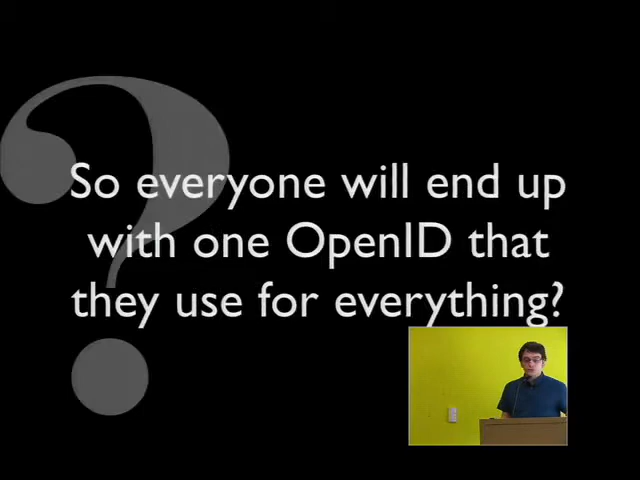 So everyone will end up
with one OpenID that
they use for everything?